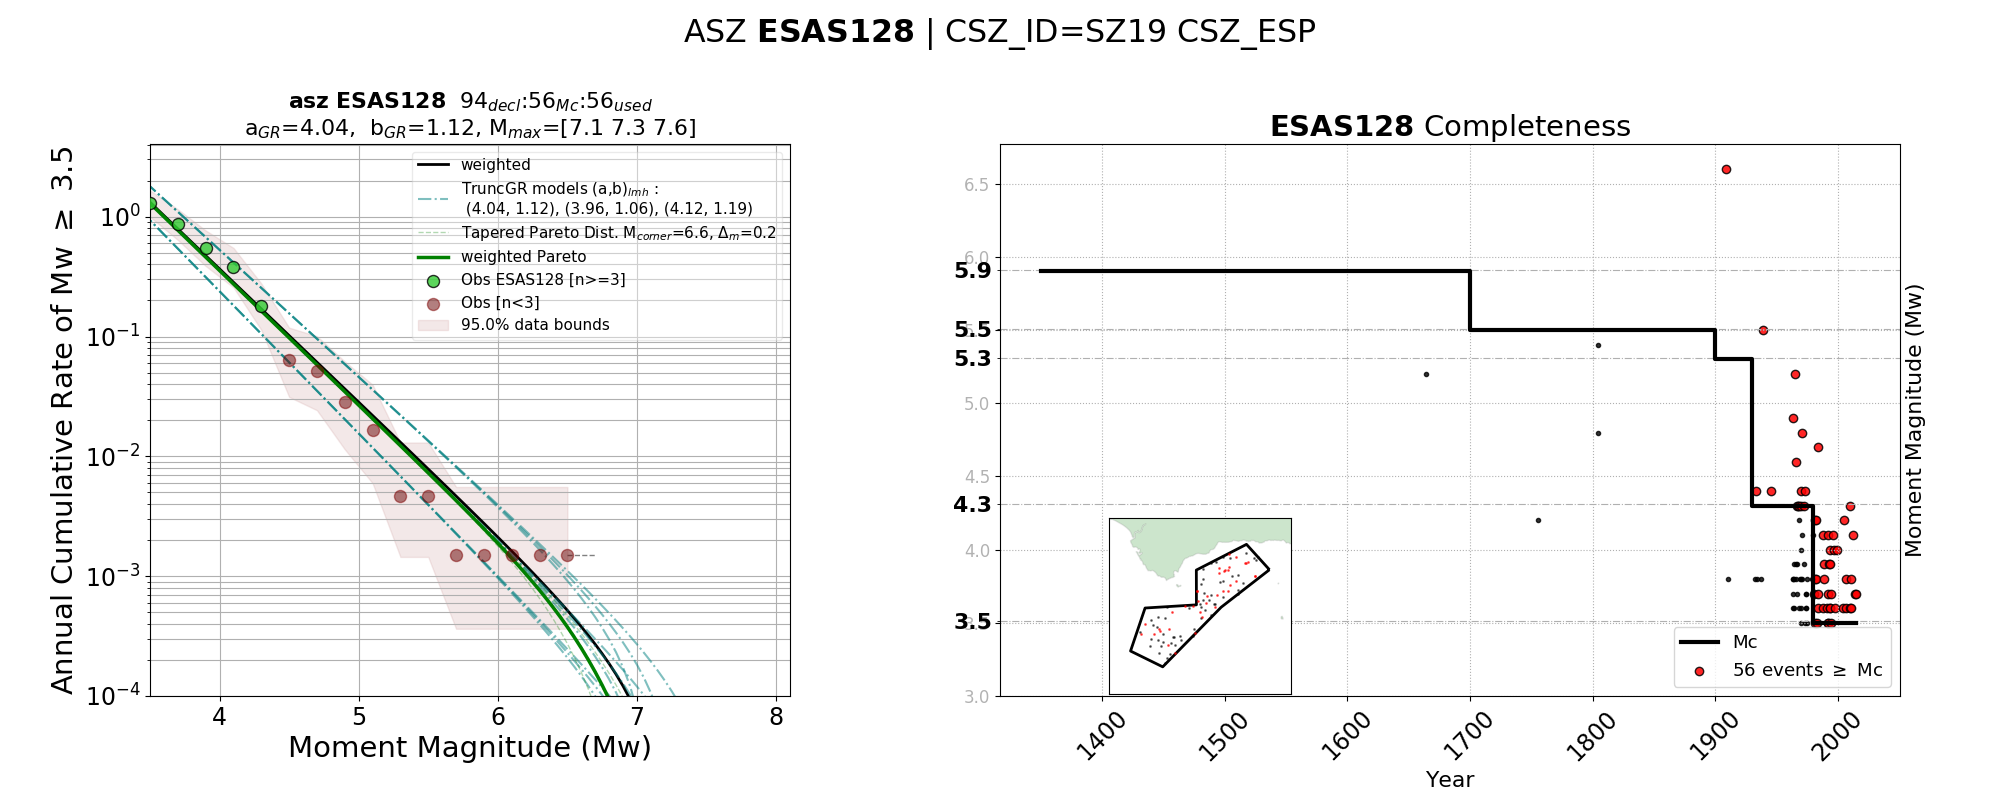 ASZ ESAS128 | CSZ_ID=SZ19 CSZ_ESP
asz ESAS128 94decl:56Mc:56used
aGR=4.04, bGR=1.12, Mmax=[7.1 7.3 7.6]
Annual Cumulative Rate of Mw ≥ 3.5
10^0
10^−1
10^−2
10^−3
10^−4
weighted
TruncGR models (a,b)lmh :
(4.04, 1.12), (3.96, 1.06), (4.12, 1.19)
Tapered Pareto Dist. Mcorner=6.6, Δm=0.2
weighted Pareto
Obs ESAS128 [n>=3]
Obs [n<3]
95.0% data bounds
4 5 6 7 8
Moment Magnitude (Mw)
ESAS128 Completeness
6.5
6.0
5.9
5.5
5.3
5.0
4.5
4.3
4.0
3.5
3.0
Moment Magnitude (Mw)
Mc
56 events ≥ Mc
1400 1500 1600 1700 1800 1900 2000
Year